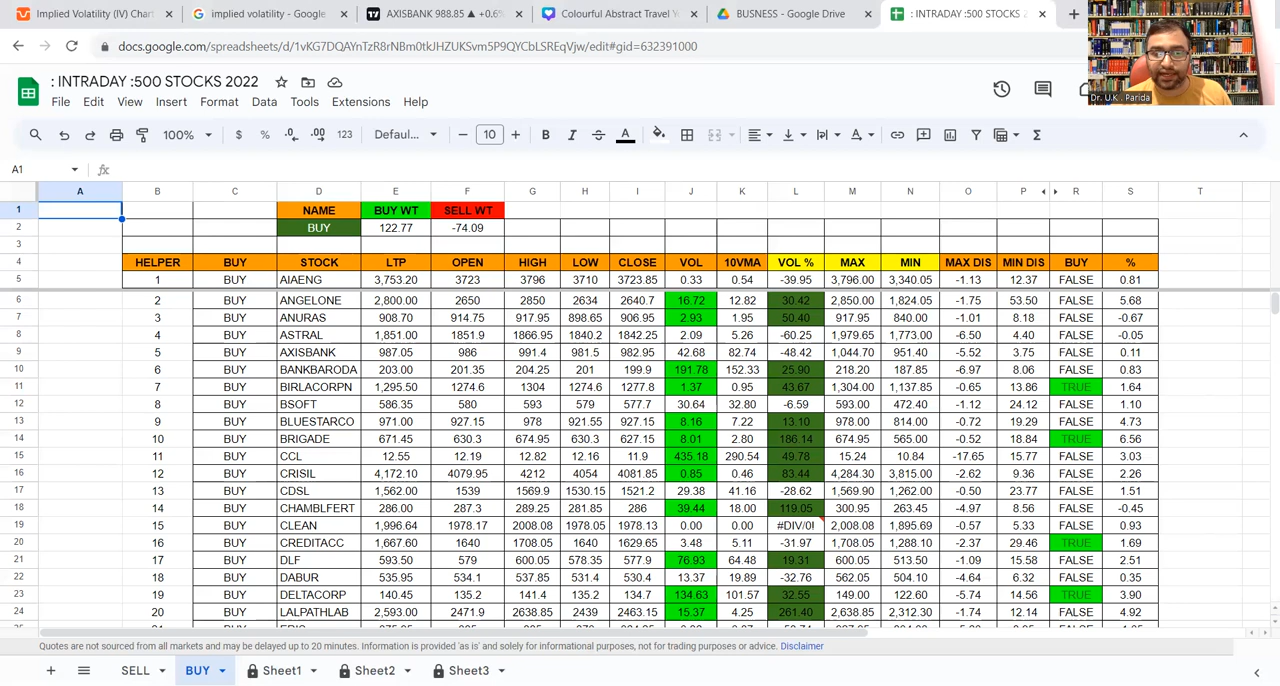 Implied Volatility (IV) Chart × implied volatility - Google × AXISBANK 988.85 ▲ +0.6% × Colourful Abstract Travel Y × BUSNESS - Google Drive × : INTRADAY :500 STOCKS 2022 × +
docs.google.com/spreadsheets/d/1vKG7DQAYnTzR8rNBm0tkJHZUKSvm5P9QYCbLSREqVjw/edit#gid=632391000
Dr. U.K . Parida
: INTRADAY :500 STOCKS 2022
File Edit View Insert Format Data Tools Extensions Help
100% $ % .0 .00 123 Defaul... − 10 + B I S A Σ
A1 fx
A B C D E F G H I J K L M N O P R S T
1 NAME BUY WT SELL WT
2 BUY 122.77 -74.09
3
4 HELPER BUY STOCK LTP OPEN HIGH LOW CLOSE VOL 10VMA VOL % MAX MIN MAX DIS MIN DIS BUY %
5 1 BUY AIAENG 3,753.20 3723 3796 3710 3723.85 0.33 0.54 -39.95 3,796.00 3,340.05 -1.13 12.37 FALSE 0.81
6 2 BUY ANGELONE 2,800.00 2650 2850 2634 2640.7 16.72 12.82 30.42 2,850.00 1,824.05 -1.75 53.50 FALSE 5.68
7 3 BUY ANURAS 908.70 914.75 917.95 898.65 906.95 2.93 1.95 50.40 917.95 840.00 -1.01 8.18 FALSE -0.67
8 4 BUY ASTRAL 1,851.00 1851.9 1866.95 1840.2 1842.25 2.09 5.26 -60.25 1,979.65 1,773.00 -6.50 4.40 FALSE -0.05
9 5 BUY AXISBANK 987.05 986 991.4 981.5 982.95 42.68 82.74 -48.42 1,044.70 951.40 -5.52 3.75 FALSE 0.11
10 6 BUY BANKBARODA 203.00 201.35 204.25 201 199.9 191.78 152.33 25.90 218.20 187.85 -6.97 8.06 FALSE 0.83
11 7 BUY BIRLACORPN 1,295.50 1274.6 1304 1274.6 1277.8 1.37 0.95 43.67 1,304.00 1,137.85 -0.65 13.86 TRUE 1.64
12 8 BUY BSOFT 586.35 580 593 579 577.7 30.64 32.80 -6.59 593.00 472.40 -1.12 24.12 FALSE 1.10
13 9 BUY BLUESTARCO 971.00 927.15 978 921.55 927.15 8.16 7.22 13.10 978.00 814.00 -0.72 19.29 FALSE 4.73
14 10 BUY BRIGADE 671.45 630.3 674.95 630.3 627.15 8.01 2.80 186.14 674.95 565.00 -0.52 18.84 TRUE 6.56
15 11 BUY CCL 12.55 12.19 12.82 12.16 11.9 435.18 290.54 49.78 15.24 10.84 -17.65 15.77 FALSE 3.03
16 12 BUY CRISIL 4,172.10 4079.95 4212 4054 4081.85 0.85 0.46 83.44 4,284.30 3,815.00 -2.62 9.36 FALSE 2.26
17 13 BUY CDSL 1,562.00 1539 1569.9 1530.15 1521.2 29.38 41.16 -28.62 1,569.90 1,262.00 -0.50 23.77 FALSE 1.51
18 14 BUY CHAMBLFERT 286.00 287.3 289.25 281.85 286 39.44 18.00 119.05 300.95 263.45 -4.97 8.56 FALSE -0.45
19 15 BUY CLEAN 1,996.64 1978.17 2008.08 1978.05 1978.13 0.00 0.00 #DIV/0! 2,008.08 1,895.69 -0.57 5.33 FALSE 0.93
20 16 BUY CREDITACC 1,667.60 1640 1708.05 1640 1629.65 3.48 5.11 -31.97 1,708.05 1,288.10 -2.37 29.46 TRUE 1.69
21 17 BUY DLF 593.50 579 600.05 578.35 577.9 76.93 64.48 19.31 600.05 513.50 -1.09 15.58 FALSE 2.51
22 18 BUY DABUR 535.95 534.1 537.85 531.4 530.4 13.37 19.89 -32.76 562.05 504.10 -4.64 6.32 FALSE 0.35
23 19 BUY DELTACORP 140.45 135.2 141.4 135.2 134.7 134.63 101.57 32.55 149.00 122.60 -5.74 14.56 TRUE 3.90
24 20 BUY LALPATHLAB 2,593.00 2471.9 2638.85 2439 2463.15 15.37 4.25 261.40 2,638.85 2,312.30 -1.74 12.14 FALSE 4.92
Quotes are not sourced from all markets and may be delayed up to 20 minutes. Information is provided 'as is' and solely for informational purposes, not for trading purposes or advice. Disclaimer
+ SELL BUY Sheet1 Sheet2 Sheet3